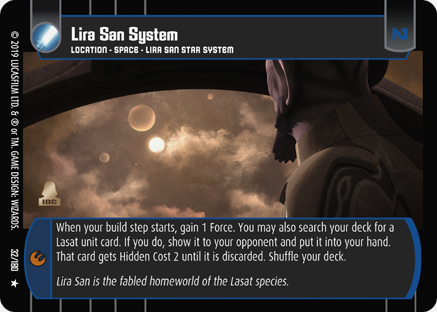 Lira San System
LOCATION - SPACE - LIRA SAN STAR SYSTEM
© 2019 LUCASFILM LTD. & ® or TM. GAME DESIGN: WIZARDS.
IDC
When your build step starts, gain 1 Force. You may also search your deck for a
Lasat unit card. If you do, show it to your opponent and put it into your hand.
That card gets Hidden Cost 2 until it is discarded. Shuffle your deck.
Lira San is the fabled homeworld of the Lasat species.
32/180